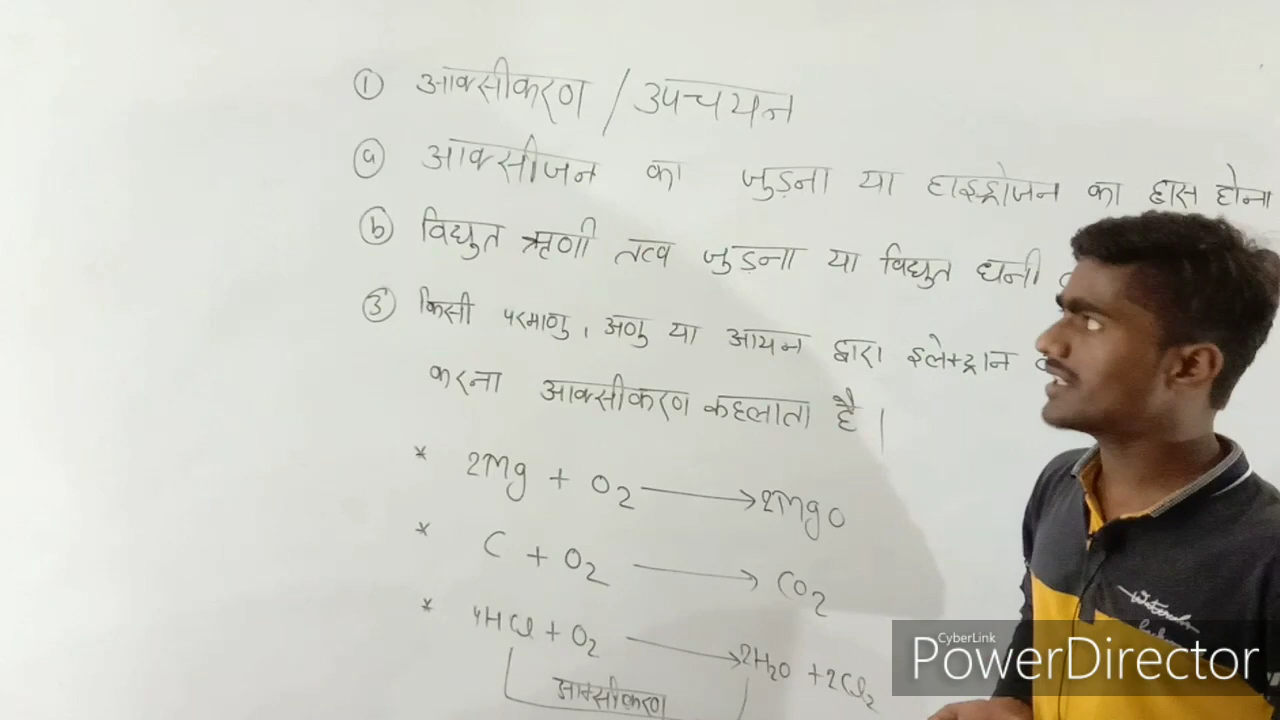 ① आक्सीकरण / उपचयन
ⓐ आक्सीजन का जुड़ना या हाइड्रोजन का ह्रास होना
ⓑ विद्युत ऋणी तत्व जुड़ना या विद्युत धनी
③ किसी परमाणु, अणु या आयन द्वारा इलेक्ट्रान
करना आक्सीकरण कहलाता है।
* 2Mg + O₂ ⟶ 2MgO
* C + O₂ ⟶ CO₂
* 4HCl + O₂ ⟶ 2H₂O + 2Cl₂
आक्सीकरण
CyberLink
PowerDirector